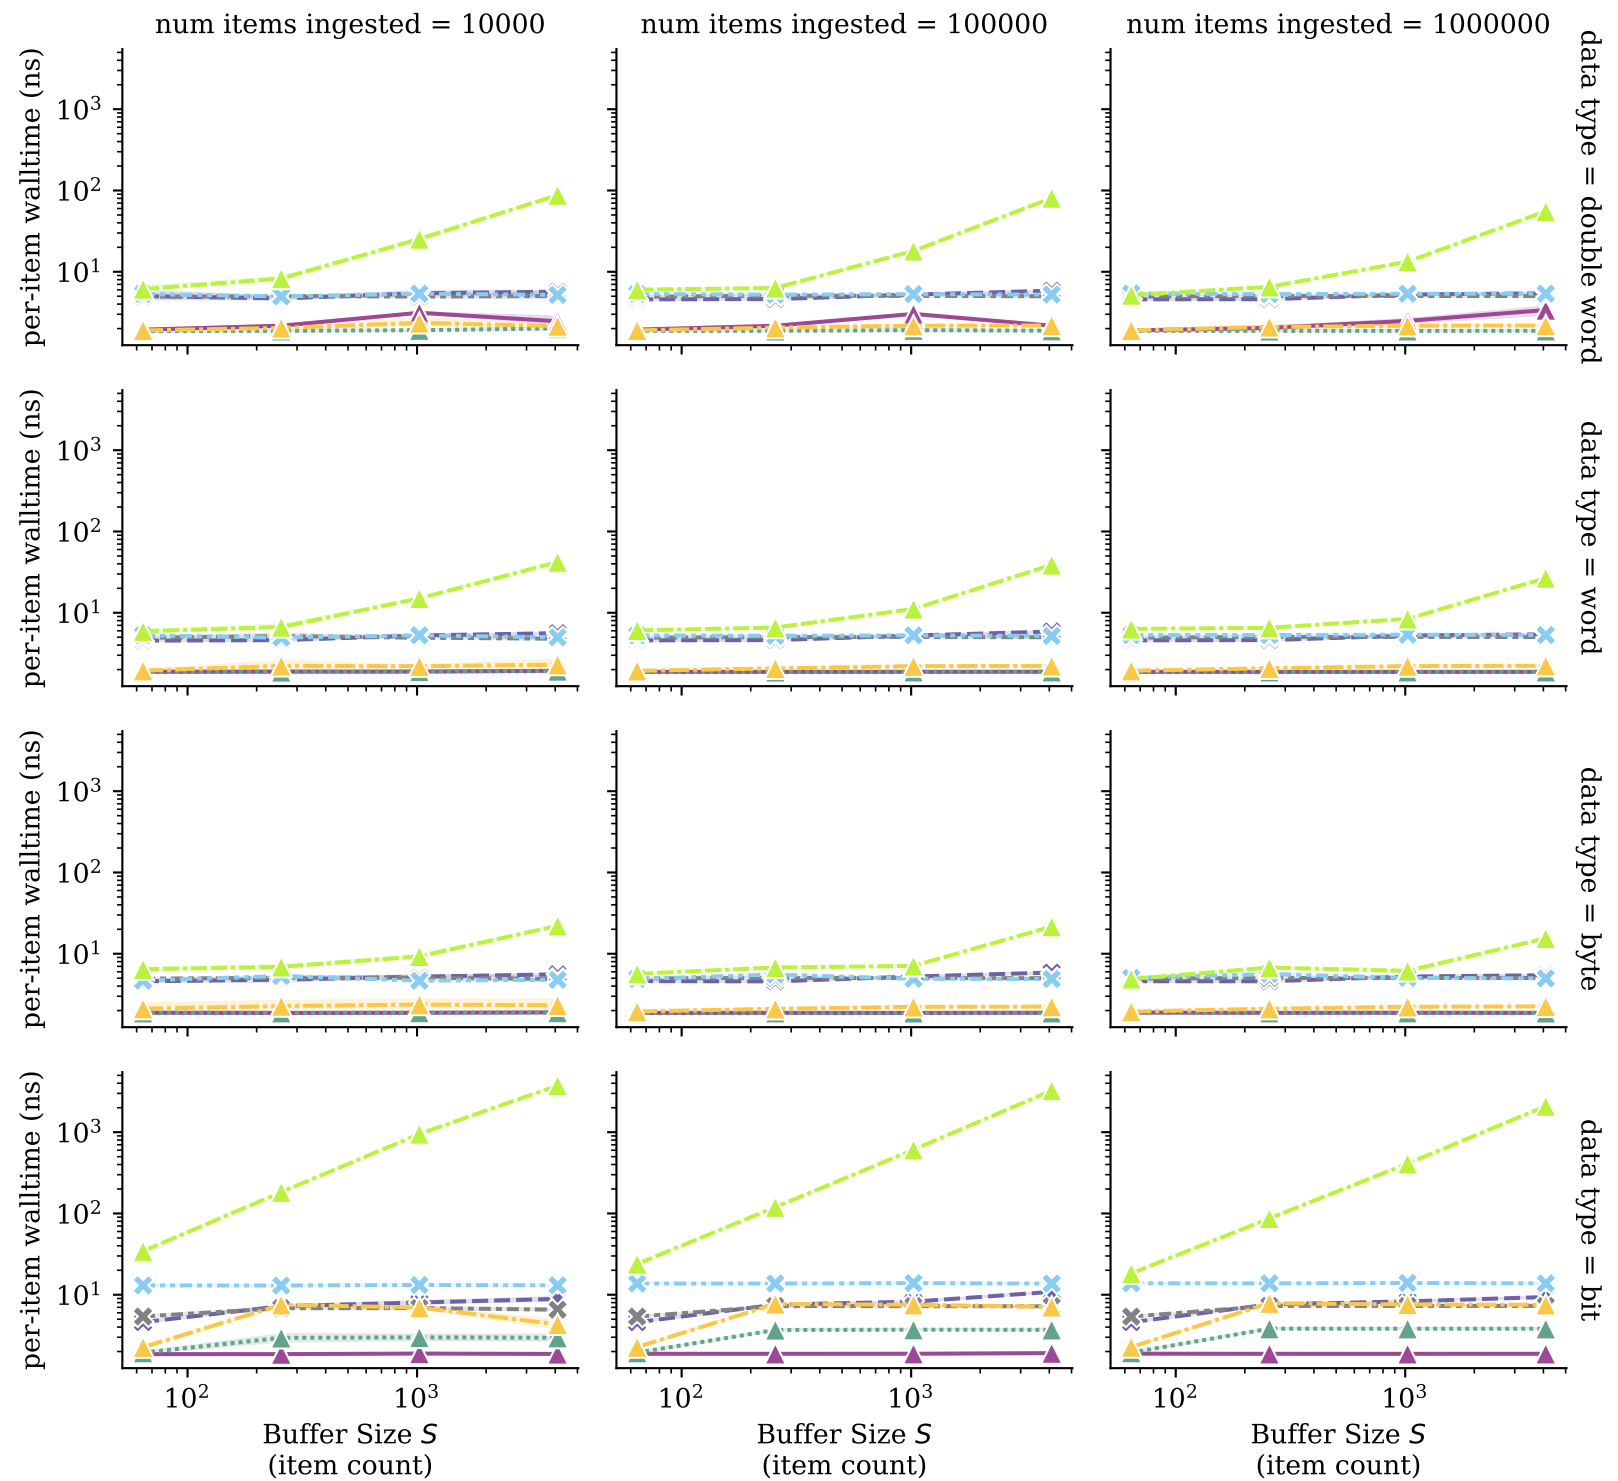 num items ingested = 10000
num items ingested = 100000
num items ingested = 1000000
per-item walltime (ns)
10³
10²
10¹
data type = double word
per-item walltime (ns)
10³
10²
10¹
data type = word
per-item walltime (ns)
10³
10²
10¹
data type = byte
per-item walltime (ns)
10³
10²
10¹
data type = bit
10² 10³
10² 10³
10² 10³
Buffer Size S
(item count)
Buffer Size S
(item count)
Buffer Size S
(item count)